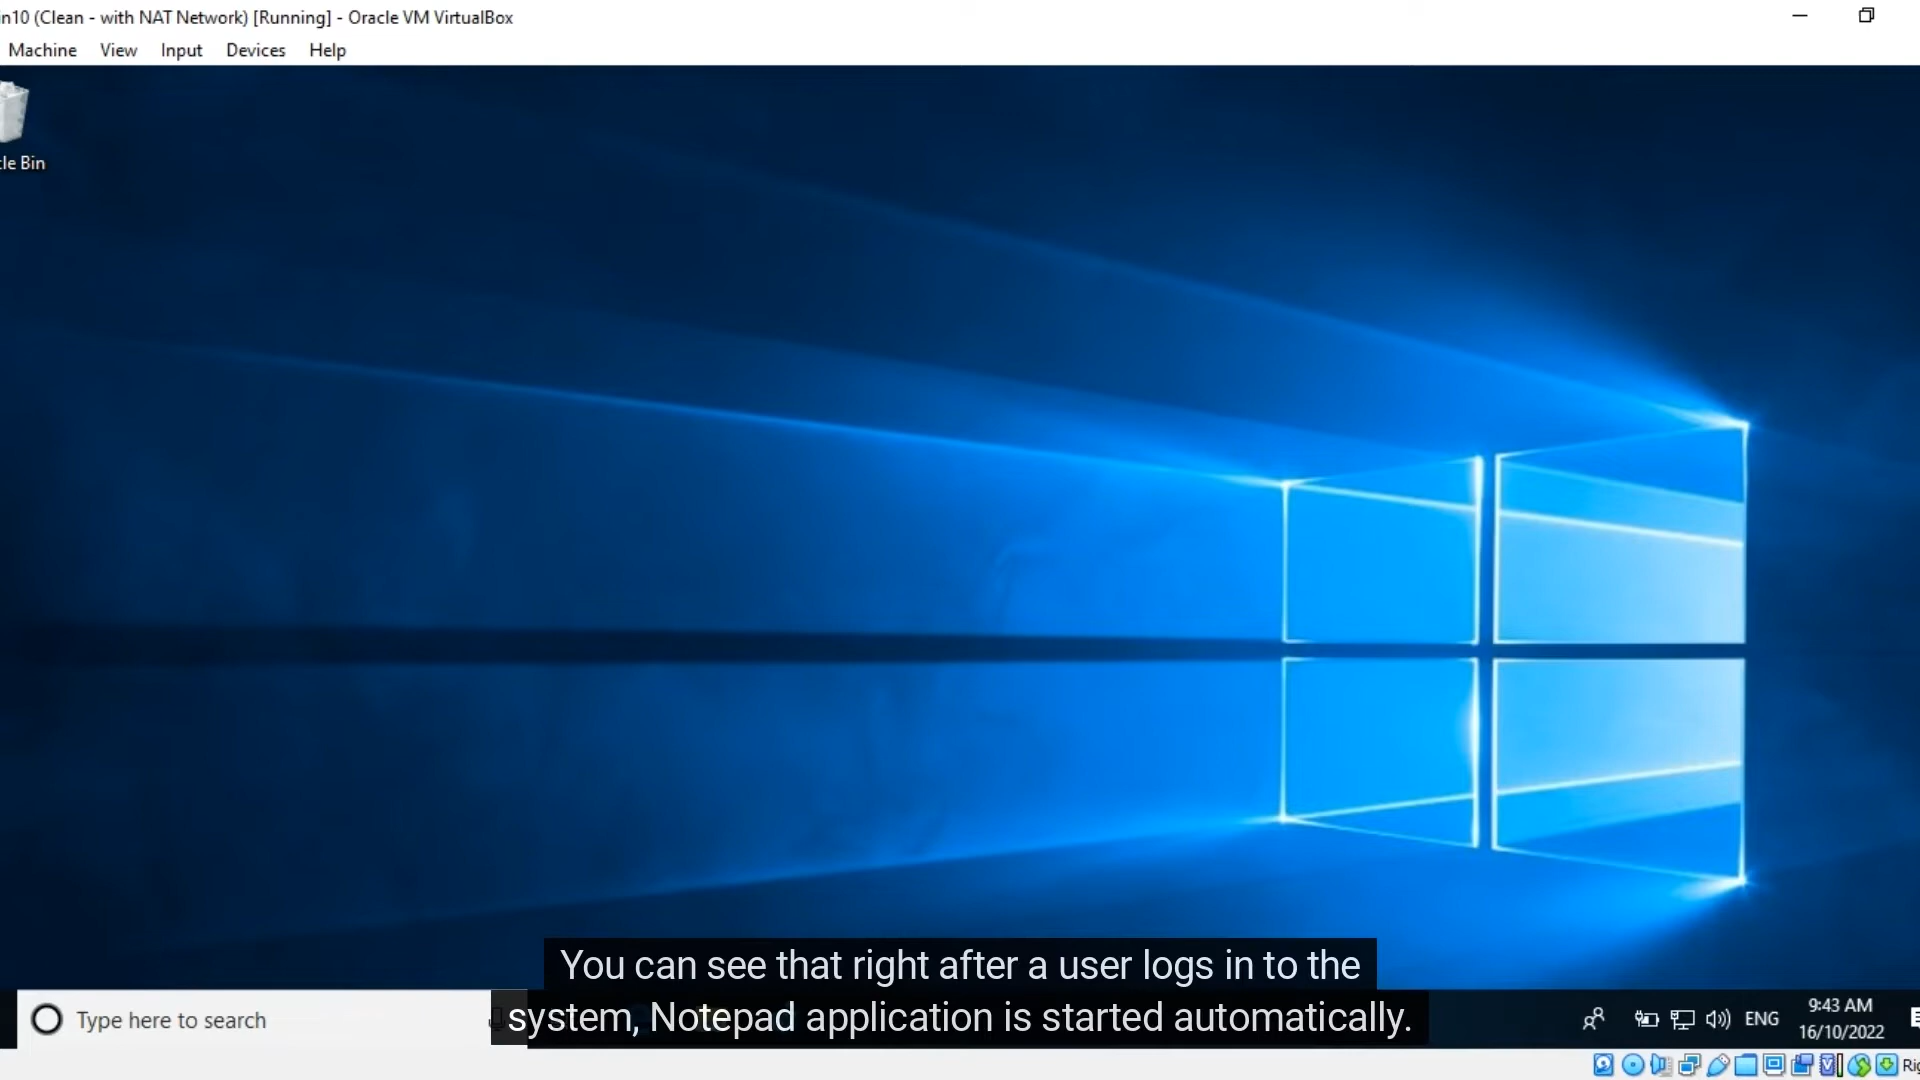 n10 (Clean - with NAT Network) [Running] - Oracle VM VirtualBox
Machine View Input Devices Help
le Bin
You can see that right after a user logs in to the
system, Notepad application is started automatically.
Type here to search
ENG
9:43 AM
16/10/2022